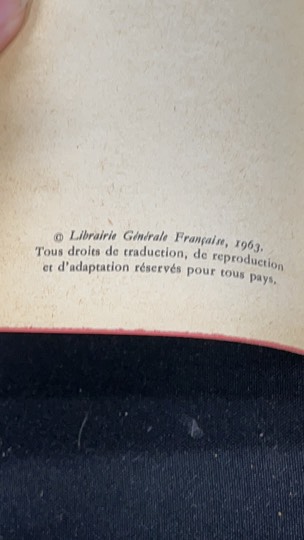 © Librairie Générale Française, 1963.
Tous droits de traduction, de reproduction
et d'adaptation réservés pour tous pays.